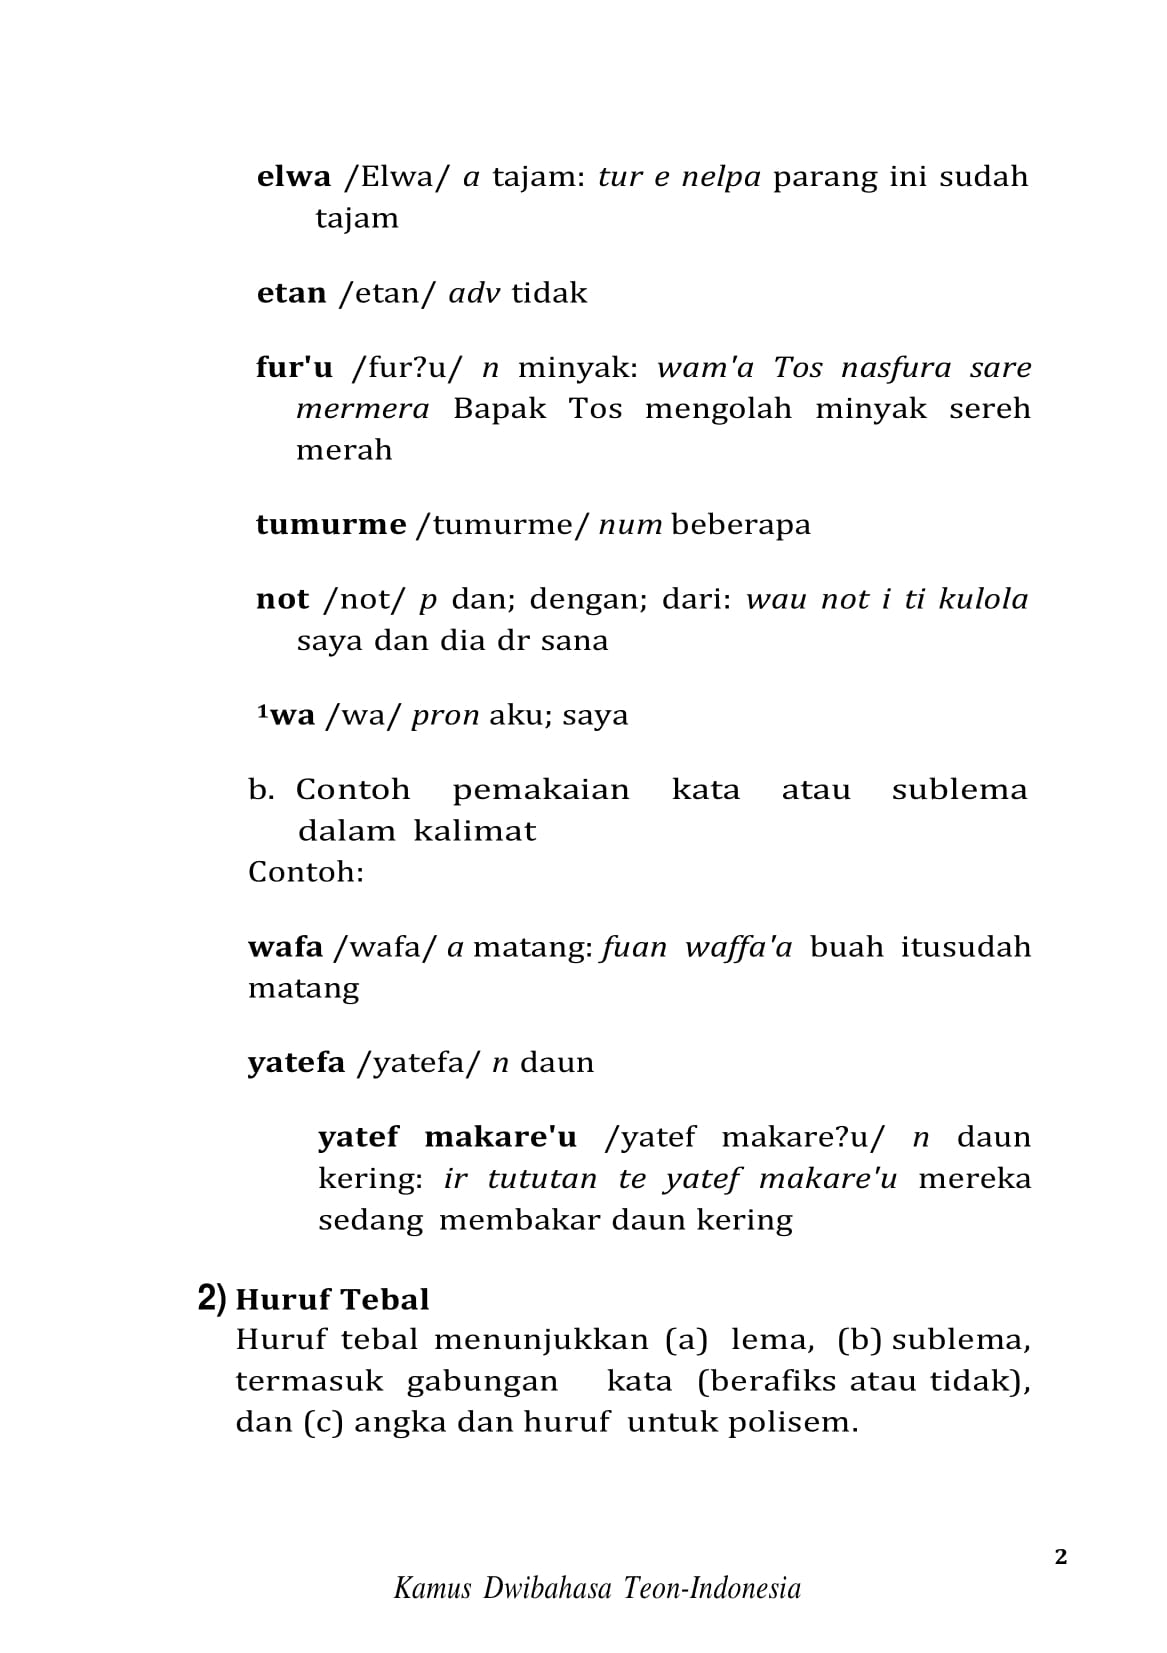 elwa /Elwa/ a tajam: tur e nelpa parang ini sudah
tajam
etan /etan/ adv tidak
fur'u /fur?u/ n minyak: wam'a Tos nasfura sare
mermera Bapak Tos mengolah minyak sereh
merah
tumurme /tumurme/ num beberapa
not /not/ p dan; dengan; dari: wau not i ti kulola
saya dan dia dr sana
¹wa /wa/ pron aku; saya
b. Contoh pemakaian kata atau sublema
dalam kalimat
Contoh:
wafa /wafa/ a matang: fuan waffa'a buah itusudah
matang
yatefa /yatefa/ n daun
yatef makare'u /yatef makare?u/ n daun
kering: ir tututan te yatef makare'u mereka
sedang membakar daun kering
2) Huruf Tebal
Huruf tebal menunjukkan (a) lema, (b) sublema,
termasuk gabungan kata (berafiks atau tidak),
dan (c) angka dan huruf untuk polisem.
2
Kamus Dwibahasa Teon-Indonesia